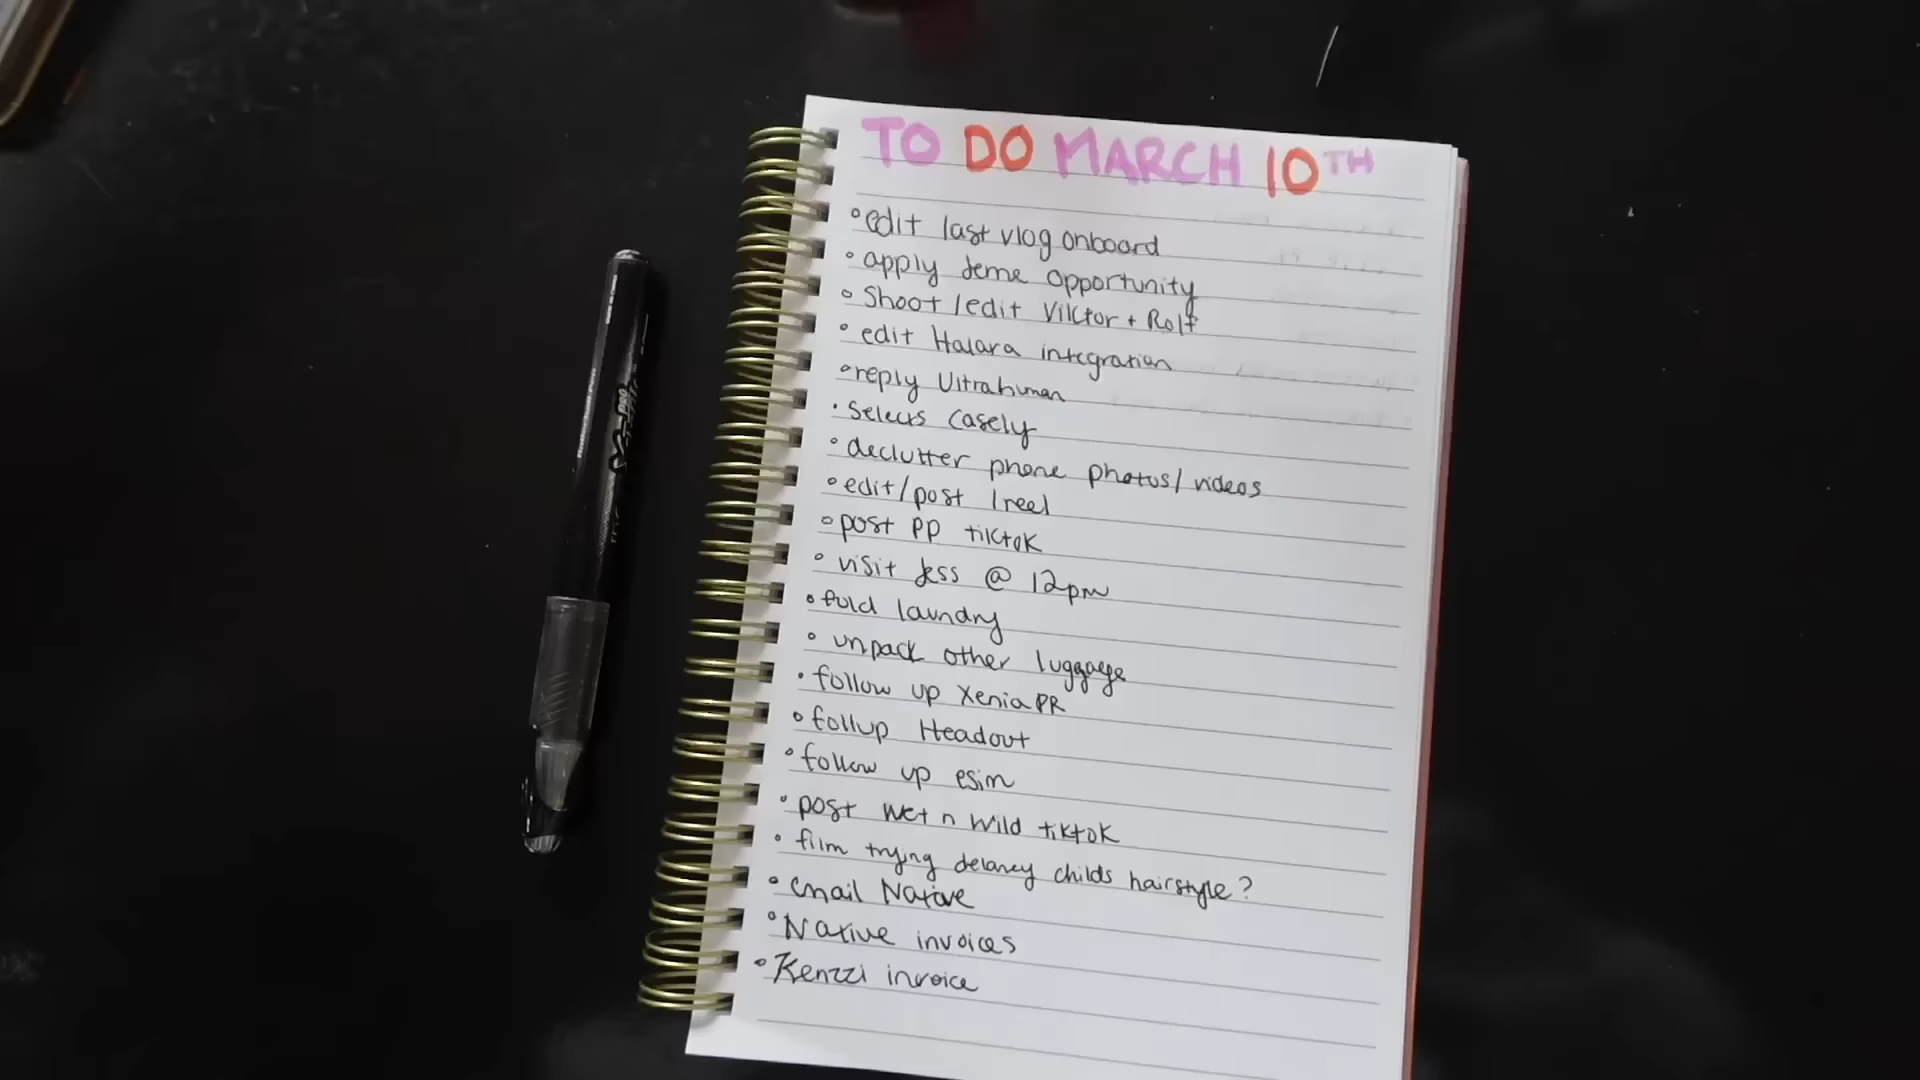 TO DO MARCH 10TH
°edit last vlog onboard
°apply Jeme opportunity
°Shoot/edit Viktor + Rolf
°edit Halara integration
°reply Ultrahuman
°Selects Casely
°declutter phone photos/videos
°edit/post 1 reel
°post PP tiktok
°visit Jess @ 12pm
°fold laundry
°unpack other luggage
°follow up Xenia PR
°follup Headout
°follow up esim
°post wet n wild tiktok
°film trying delaney childs hairstyle?
°email Native
°Native invoices
°Kenzzi invoice